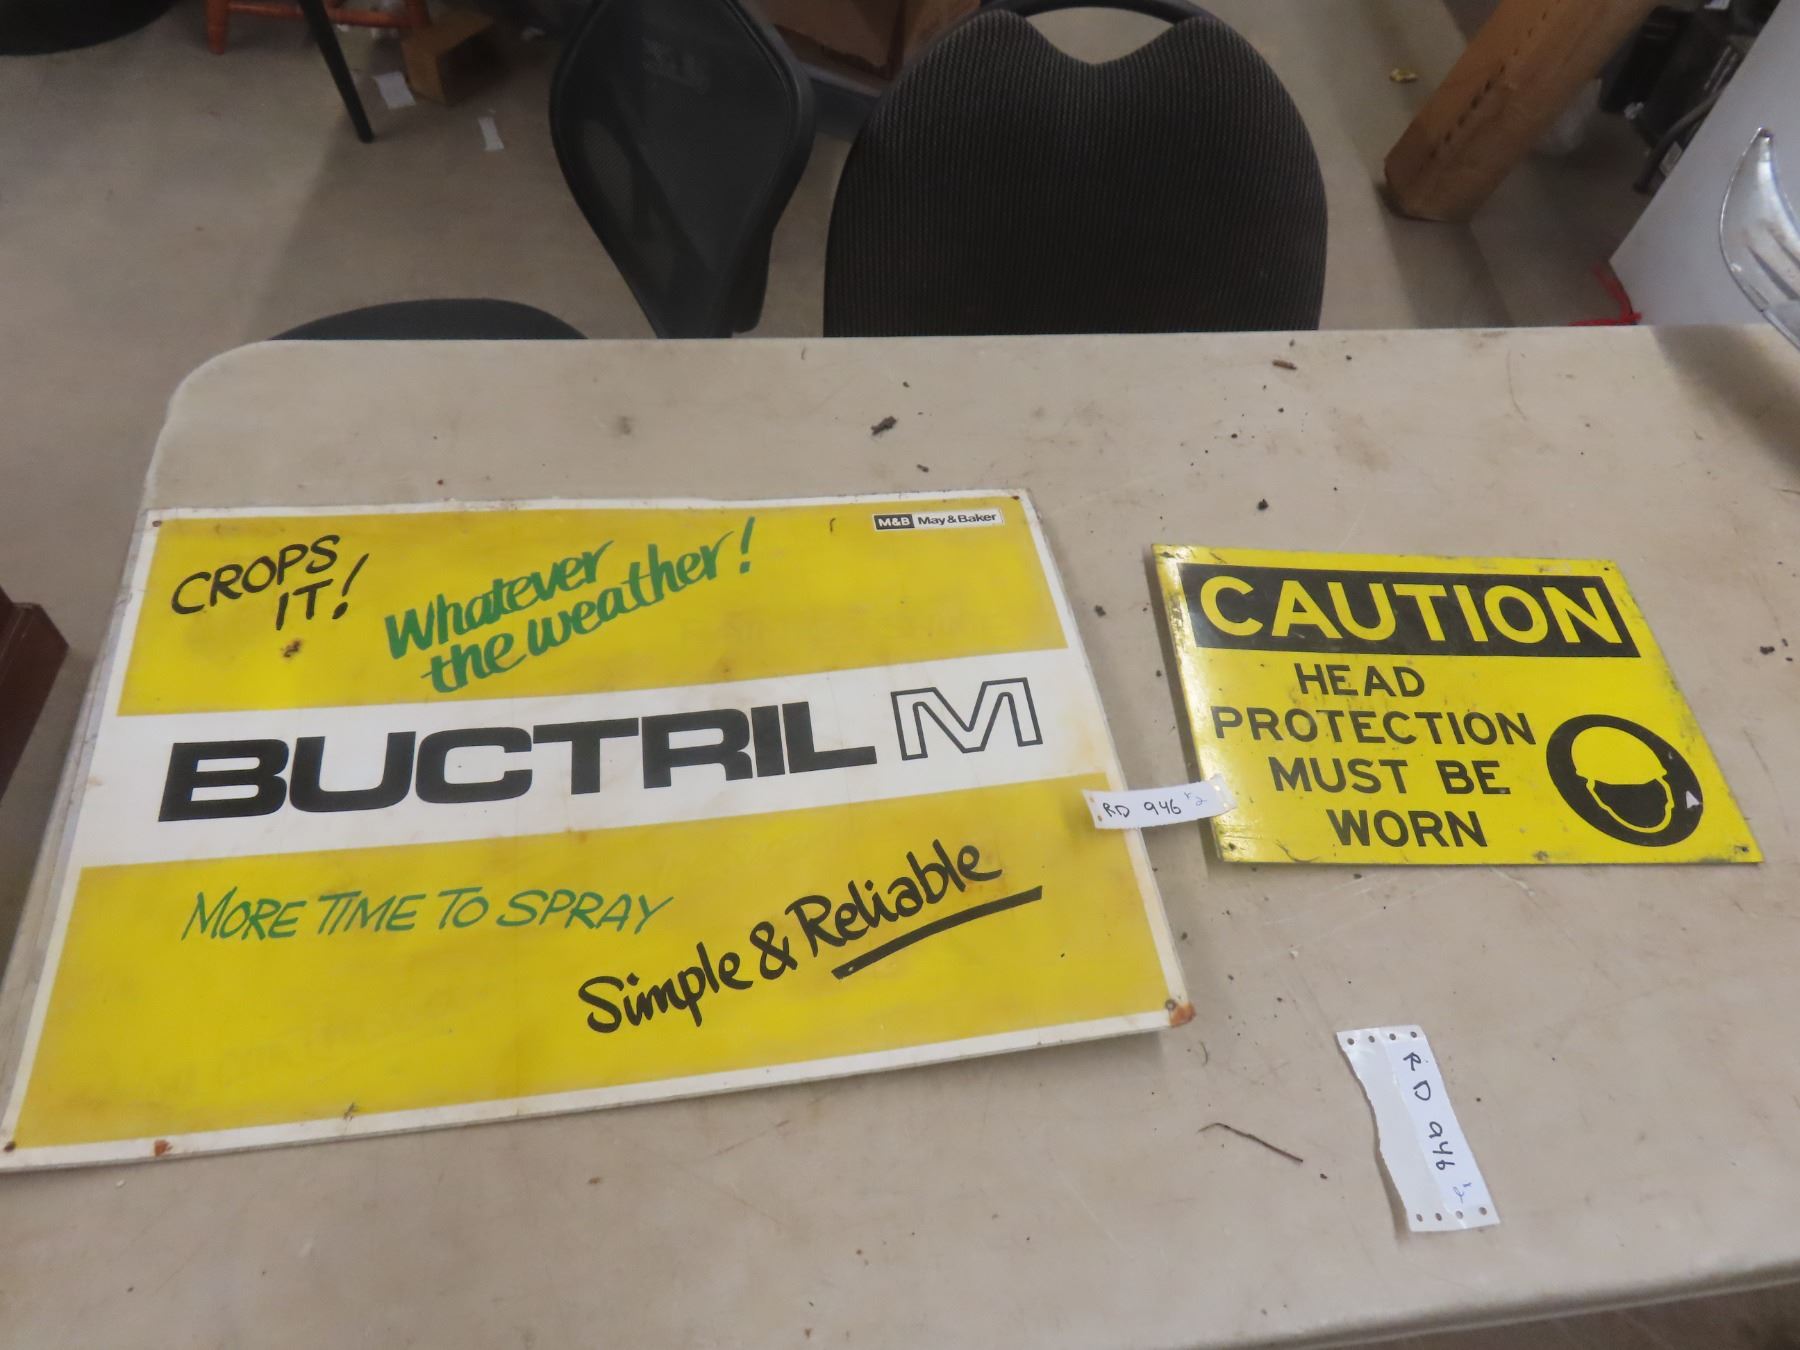 CROPS
IT!
Whatever
the weather!
M&B May & Baker
BUCTRIL M
MORE TIME TO SPRAY
Simple & Reliable
CAUTION
HEAD
PROTECTION
MUST BE
WORN
RD 946
RD 946